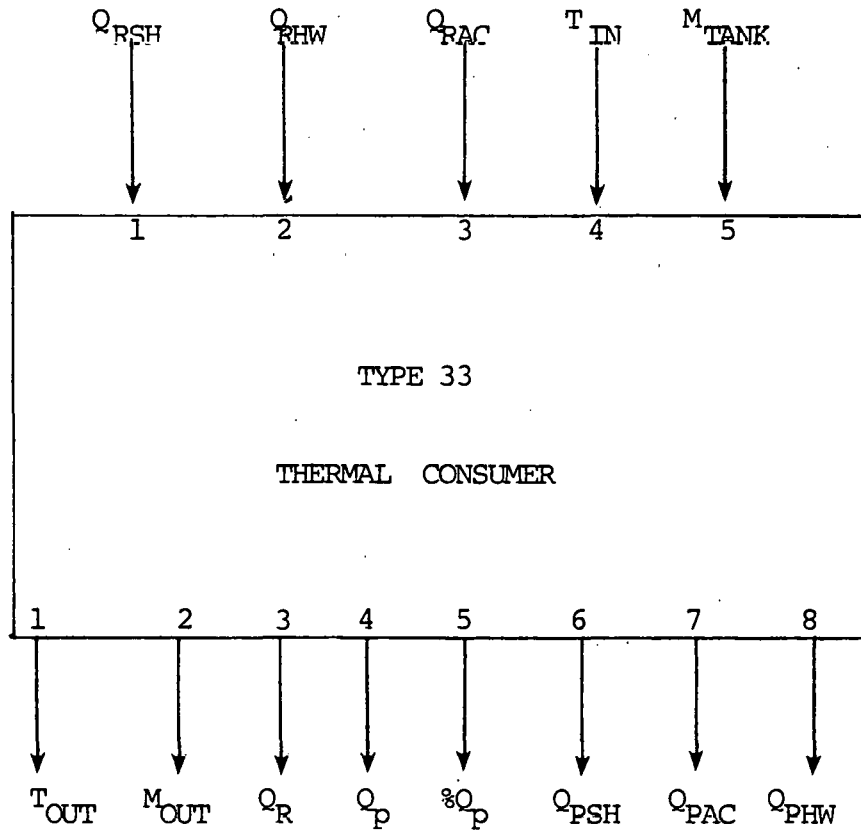 Q_RSH Q_RHW Q_RAC T_IN M_TANK
1 2 3 4 5
TYPE 33
THERMAL CONSUMER
1 2 3 4 5 6 7 8
T_OUT M_OUT Q_R Q_p %Q_p Q_PSH Q_PAC Q_PHW